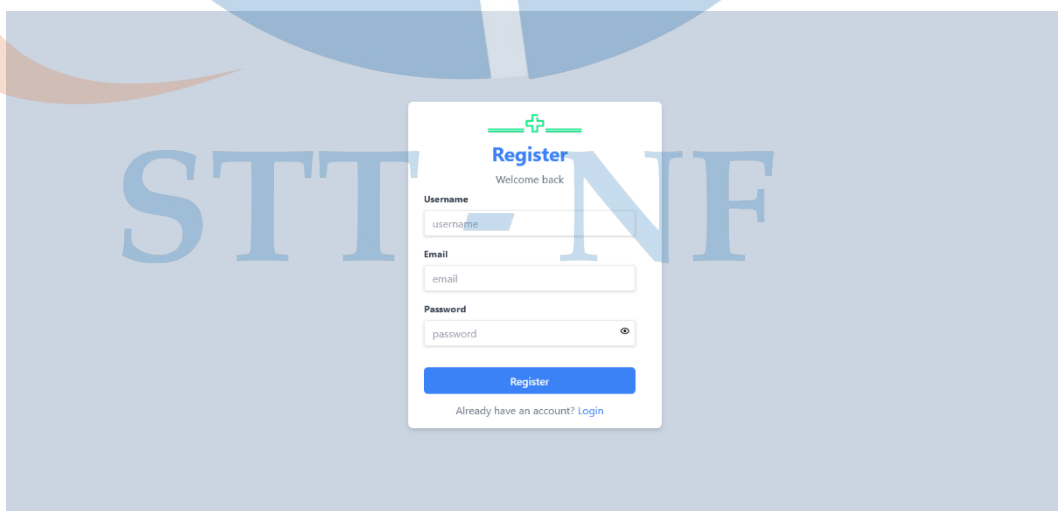 Register
Welcome back
STT - NF
Username
username
Email
email
Password
password
Register
Already have an account? Login